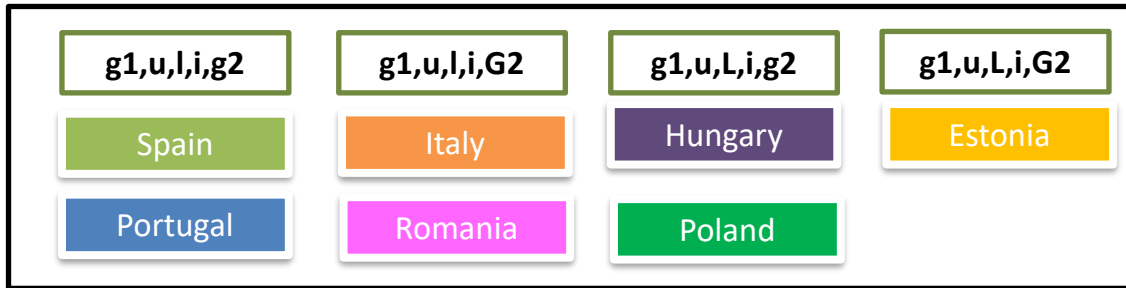 g1,u,l,i,g2
g1,u,l,i,G2
g1,u,L,i,g2
g1,u,L,i,G2
Spain
Italy
Hungary
Estonia
Portugal
Romania
Poland